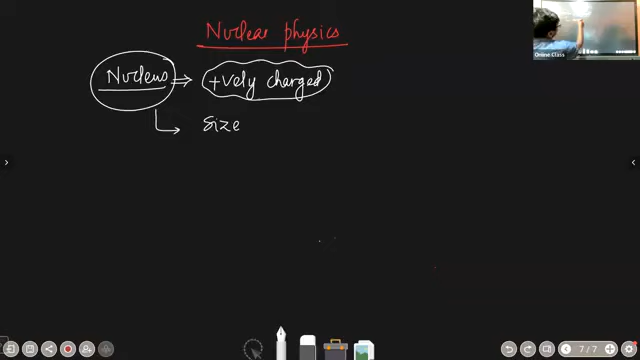 Nuclear physics
Nucleus ⇒ +vely charged
size
Online Class
7/7